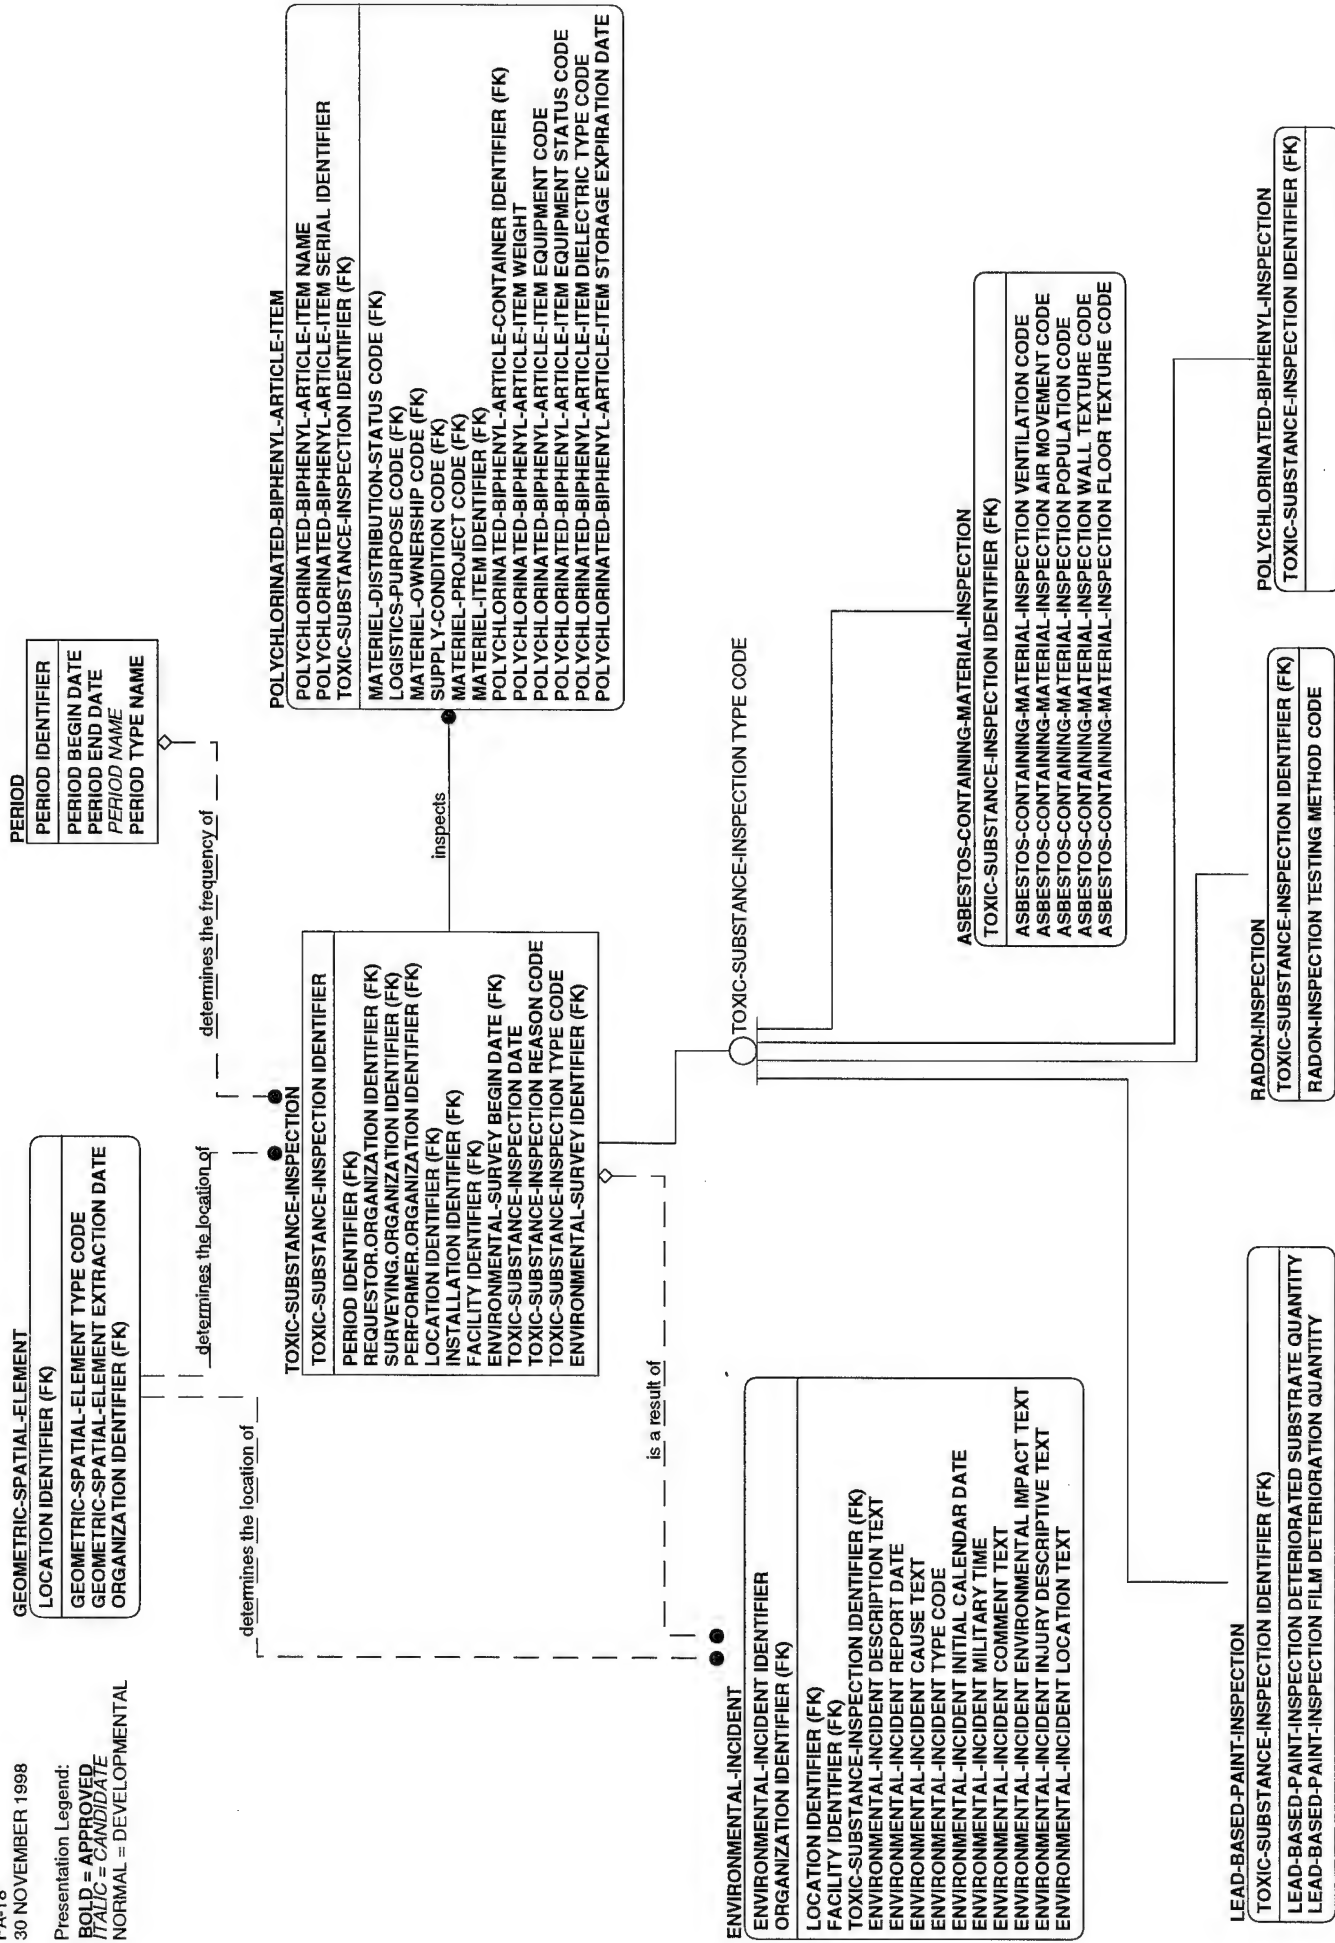 30 NOVEMBER 1998
Presentation Legend:
BOLD = APPROVED
ITALIC = CANDIDATE
NORMAL = DEVELOPMENTAL
GEOMETRIC-SPATIAL-ELEMENT
LOCATION IDENTIFIER (FK)
GEOMETRIC-SPATIAL-ELEMENT TYPE CODE
GEOMETRIC-SPATIAL-ELEMENT EXTRACTION DATE
ORGANIZATION IDENTIFIER (FK)
PERIOD
PERIOD IDENTIFIER
PERIOD BEGIN DATE
PERIOD END DATE
PERIOD NAME
PERIOD TYPE NAME
determines the location of
determines the location of
determines the frequency of
TOXIC-SUBSTANCE-INSPECTION
TOXIC-SUBSTANCE-INSPECTION IDENTIFIER
PERIOD IDENTIFIER (FK)
REQUESTOR.ORGANIZATION IDENTIFIER (FK)
SURVEYING.ORGANIZATION IDENTIFIER (FK)
PERFORMER.ORGANIZATION IDENTIFIER (FK)
LOCATION IDENTIFIER (FK)
INSTALLATION IDENTIFIER (FK)
FACILITY IDENTIFIER (FK)
ENVIRONMENTAL-SURVEY BEGIN DATE (FK)
TOXIC-SUBSTANCE-INSPECTION DATE
TOXIC-SUBSTANCE-INSPECTION REASON CODE
TOXIC-SUBSTANCE-INSPECTION TYPE CODE
ENVIRONMENTAL-SURVEY IDENTIFIER (FK)
inspects
POLYCHLORINATED-BIPHENYL-ARTICLE-ITEM
POLYCHLORINATED-BIPHENYL-ARTICLE-ITEM NAME
POLYCHLORINATED-BIPHENYL-ARTICLE-ITEM SERIAL IDENTIFIER
TOXIC-SUBSTANCE-INSPECTION IDENTIFIER (FK)
MATERIEL-DISTRIBUTION-STATUS CODE (FK)
LOGISTICS-PURPOSE CODE (FK)
MATERIEL-OWNERSHIP CODE (FK)
SUPPLY-CONDITION CODE (FK)
MATERIEL-PROJECT CODE (FK)
MATERIEL-ITEM IDENTIFIER (FK)
POLYCHLORINATED-BIPHENYL-ARTICLE-CONTAINER IDENTIFIER (FK)
POLYCHLORINATED-BIPHENYL-ARTICLE-ITEM WEIGHT
POLYCHLORINATED-BIPHENYL-ARTICLE-ITEM EQUIPMENT CODE
POLYCHLORINATED-BIPHENYL-ARTICLE-ITEM EQUIPMENT STATUS CODE
POLYCHLORINATED-BIPHENYL-ARTICLE-ITEM DIELECTRIC TYPE CODE
POLYCHLORINATED-BIPHENYL-ARTICLE-ITEM STORAGE EXPIRATION DATE
is a result of
ENVIRONMENTAL-INCIDENT
ENVIRONMENTAL-INCIDENT IDENTIFIER
ORGANIZATION IDENTIFIER (FK)
LOCATION IDENTIFIER (FK)
FACILITY IDENTIFIER (FK)
TOXIC-SUBSTANCE-INSPECTION IDENTIFIER (FK)
ENVIRONMENTAL-INCIDENT DESCRIPTION TEXT
ENVIRONMENTAL-INCIDENT REPORT DATE
ENVIRONMENTAL-INCIDENT CAUSE TEXT
ENVIRONMENTAL-INCIDENT TYPE CODE
ENVIRONMENTAL-INCIDENT INITIAL CALENDAR DATE
ENVIRONMENTAL-INCIDENT MILITARY TIME
ENVIRONMENTAL-INCIDENT COMMENT TEXT
ENVIRONMENTAL-INCIDENT ENVIRONMENTAL IMPACT TEXT
ENVIRONMENTAL-INCIDENT INJURY DESCRIPTIVE TEXT
ENVIRONMENTAL-INCIDENT LOCATION TEXT
TOXIC-SUBSTANCE-INSPECTION TYPE CODE
ASBESTOS-CONTAINING-MATERIAL-INSPECTION
TOXIC-SUBSTANCE-INSPECTION IDENTIFIER (FK)
ASBESTOS-CONTAINING-MATERIAL-INSPECTION VENTILATION CODE
ASBESTOS-CONTAINING-MATERIAL-INSPECTION AIR MOVEMENT CODE
ASBESTOS-CONTAINING-MATERIAL-INSPECTION POPULATION CODE
ASBESTOS-CONTAINING-MATERIAL-INSPECTION WALL TEXTURE CODE
ASBESTOS-CONTAINING-MATERIAL-INSPECTION FLOOR TEXTURE CODE
LEAD-BASED-PAINT-INSPECTION
TOXIC-SUBSTANCE-INSPECTION IDENTIFIER (FK)
LEAD-BASED-PAINT-INSPECTION DETERIORATED SUBSTRATE QUANTITY
LEAD-BASED-PAINT-INSPECTION FILM DETERIORATION QUANTITY
RADON-INSPECTION
TOXIC-SUBSTANCE-INSPECTION IDENTIFIER (FK)
RADON-INSPECTION TESTING METHOD CODE
POLYCHLORINATED-BIPHENYL-INSPECTION
TOXIC-SUBSTANCE-INSPECTION IDENTIFIER (FK)